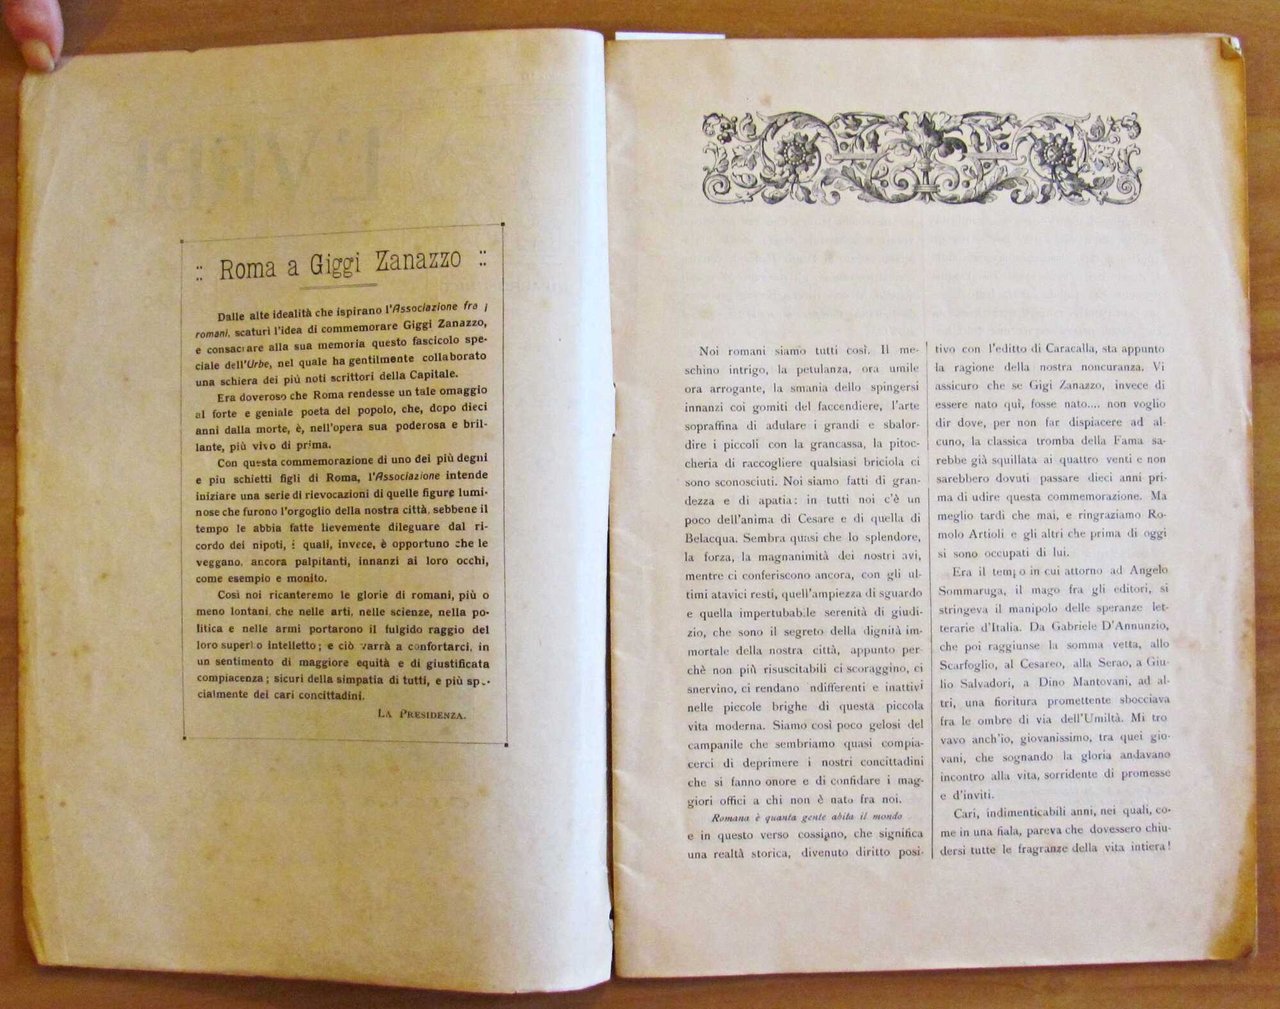 Roma a Giggi Zanazzo
Dalle alte idealità che ispirano l'Associazione fra i
romani, scaturì l'idea di commemorare Giggi Zanazzo,
e consacrare alla sua memoria questo fascicolo spe-
ciale dell'Urbe, nel quale ha gentilmente collaborato
una schiera dei più noti scrittori della Capitale.
Era doveroso che Roma rendesse un tale omaggio
al forte e geniale poeta del popolo, che, dopo dieci
anni dalla morte, è, nell'opera sua poderosa e bril-
lante, più vivo di prima.
Con questa commemorazione di uno dei più degni
e piu schietti figli di Roma, l'Associazione intende
iniziare una serie di rievocazioni di quelle figure lumi-
nose che furono l'orgoglio della nostra città, sebbene il
tempo le abbia fatte lievemente dileguare dal ri-
cordo dei nipoti, i quali, invece, è opportuno che le
veggano, ancora palpitanti, innanzi ai loro occhi,
come esempio e monito.
Così noi ricanteremo le glorie di romani, più o
meno lontani, che nelle arti, nelle scienze, nella po-
litica e nelle armi portarono il fulgido raggio del
loro superbo intelletto; e ciò varrà a confortarci, in
un sentimento di maggiore equità e di giustificata
compiacenza; sicuri della simpatia di tutti, e più spe-
cialmente dei cari concittadini.
LA PRESIDENZA.
Noi romani siamo tutti così. Il me-
schino intrigo, la petulanza, ora umile
ora arrogante, la smania dello spingersi
innanzi coi gomiti del faccendiere, l'arte
sopraffina di adulare i grandi e sbalor-
dire i piccoli con la grancassa, la pitoc-
cheria di raccogliere qualsiasi briciola ci
sono sconosciuti. Noi siamo fatti di gran-
dezza e di apatia: in tutti noi c'è un
poco dell'anima di Cesare e di quella di
Belacqua. Sembra quasi che lo splendore,
la forza, la magnanimità dei nostri avi,
mentre ci conferiscono ancora, con gli ul-
timi atavici resti, quell'ampiezza di sguardo
e quella impertubabile serenità di giudi-
zio, che sono il segreto della dignità im-
mortale della nostra città, appunto per-
chè non più risuscitabili ci scoraggino, ci
snervino, ci rendano ndifferenti e inattivi
nelle piccole brighe di questa piccola
vita moderna. Siamo così poco gelosi del
campanile che sembriamo quasi compia-
cerci di deprimere i nostri concittadini
che si fanno onore e di confidare i mag-
giori offici a chi non è nato fra noi.
Romana è quanta gente abita il mondo
e in questo verso cossiano, che significa
una realtà storica, divenuto diritto posi-
tivo con l'editto di Caracalla, sta appunto
la ragione della nostra noncuranza. Vi
assicuro che se Gigi Zanazzo, invece di
essere nato quì, fosse nato.... non voglio
dir dove, per non far dispiacere ad al-
cuno, la classica tromba della Fama sa-
rebbe già squillata ai quattro venti e non
sarebbero dovuti passare dieci anni pri-
ma di udire questa commemorazione. Ma
meglio tardi che mai, e ringraziamo Ro-
molo Artioli e gli altri che prima di oggi
si sono occupati di lui.
Era il tempo in cui attorno ad Angelo
Sommaruga, il mago fra gli editori, si
stringeva il manipolo delle speranze let-
terarie d'Italia. Da Gabriele D'Annunzio,
che poi raggiunse la somma vetta, allo
Scarfoglio, al Cesareo, alla Serao, a Giu-
lio Salvadori, a Dino Mantovani, ad al-
tri, una fioritura promettente sbocciava
fra le ombre di via dell'Umiltà. Mi tro
vavo anch'io, giovanissimo, tra quei gio-
vani, che sognando la gloria andavano
incontro alla vita, sorridente di promesse
e d'inviti.
Cari, indimenticabili anni, nei quali, co-
me in una fiala, pareva che dovessero chiu-
dersi tutte le fragranze della vita intiera!